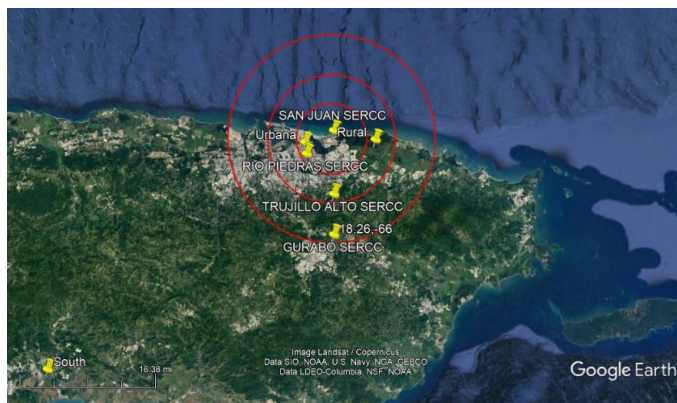 SAN JUAN SERCC
Urbana
Rural
RIO PIEDRAS SERCC
TRUJILLO ALTO SERCC
18.26,-66
GURABO SERCC
South
16.38 mi
Image Landsat / Copernicus
Data SIO, NOAA, U.S. Navy, NGA, GEBCO
Data LDEO-Columbia, NSF, NOAA
Google Earth